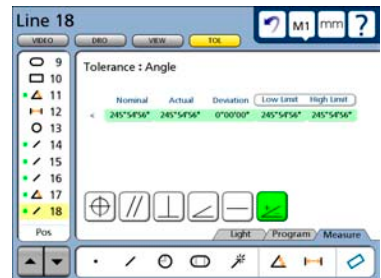 Line 18
M1 mm ?
VIDEO DRO VIEW TOL
9
10
11
12
13
14
15
16
17
18
Pos
Tolerance : Angle
Nominal Actual Deviation Low Limit High Limit
< 245°54'56" 245°54'56" 0°00'00" 245°54'56" 245°54'56"
Light Program Measure